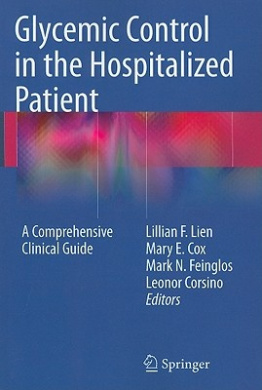 Glycemic Control
in the Hospitalized
Patient
A Comprehensive
Clinical Guide
Lillian F. Lien
Mary E. Cox
Mark N. Feinglos
Leonor Corsino
Editors
Springer